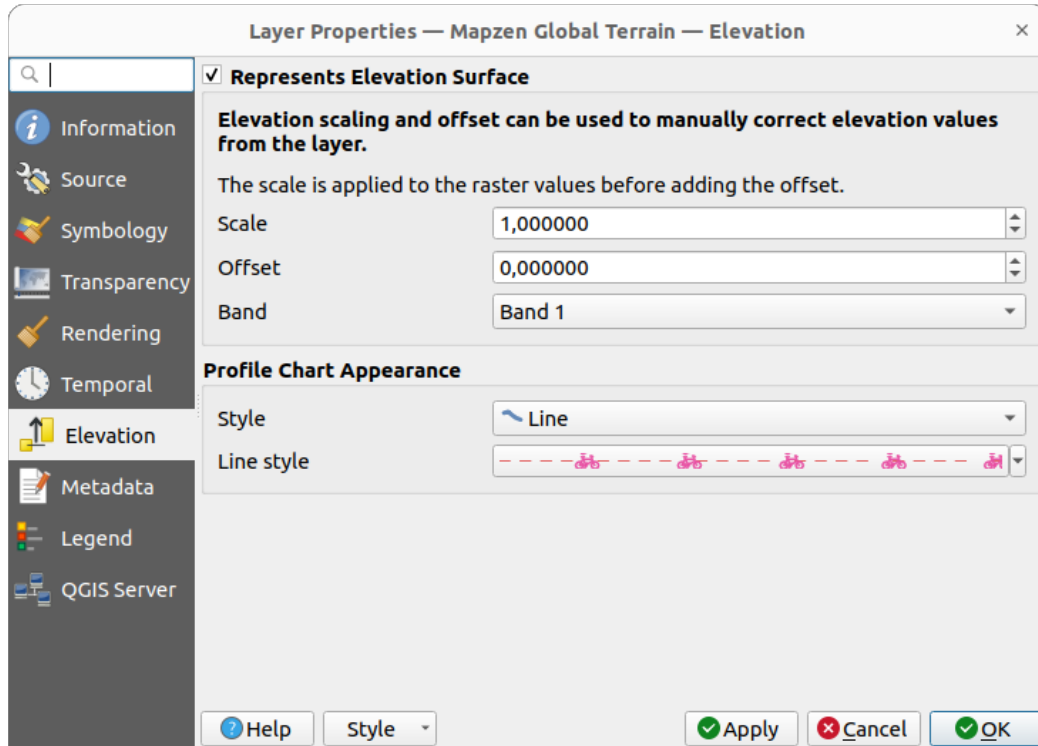 Layer Properties — Mapzen Global Terrain — Elevation
Information
Source
Symbology
Transparency
Rendering
Temporal
Elevation
Metadata
Legend
QGIS Server
Represents Elevation Surface
Elevation scaling and offset can be used to manually correct elevation values
from the layer.
The scale is applied to the raster values before adding the offset.
Scale 1,000000
Offset 0,000000
Band Band 1
Profile Chart Appearance
Style Line
Line style
Help Style Apply Cancel OK